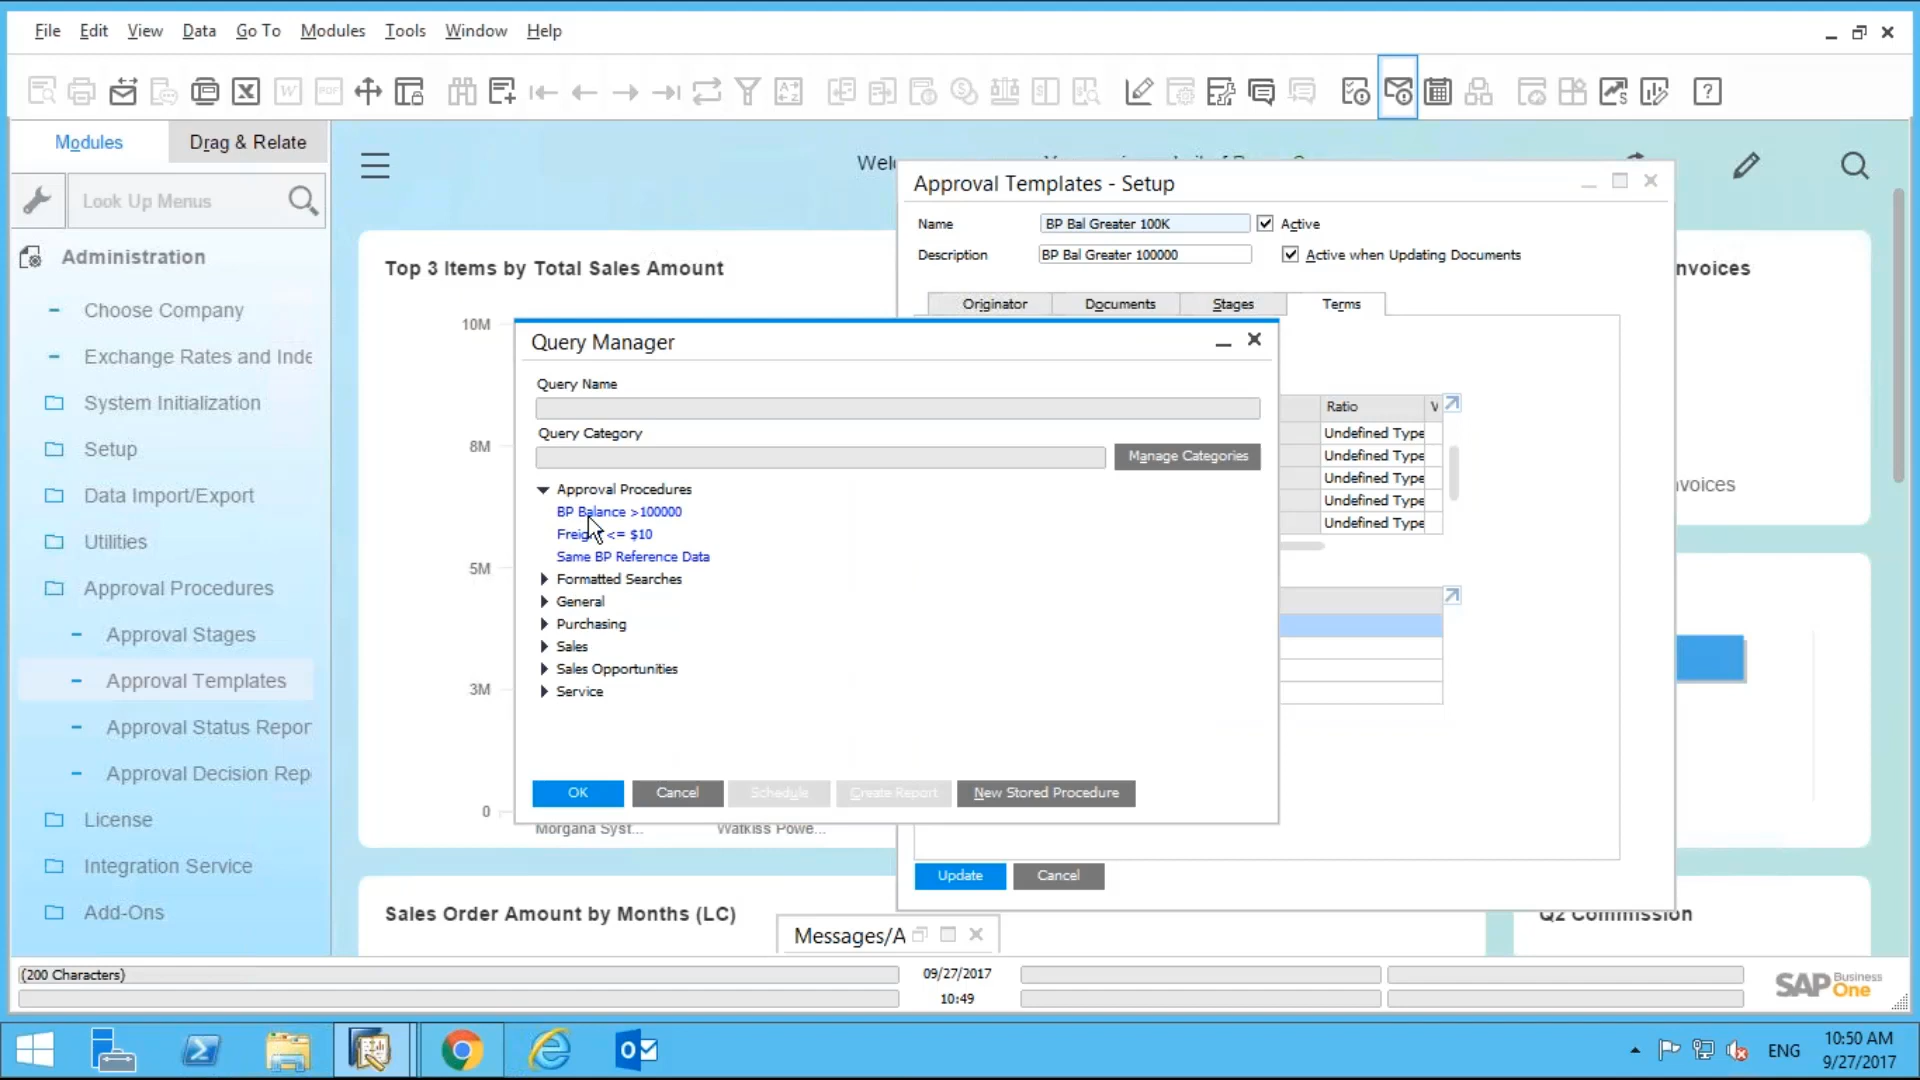 File Edit View Data Go To Modules Tools Window Help
Modules
Drag & Relate
Look Up Menus
Administration
Choose Company
Exchange Rates and Inde
System Initialization
Setup
Data Import/Export
Utilities
Approval Procedures
Approval Stages
Approval Templates
Approval Status Repor
Approval Decision Rep
License
Integration Service
Add-Ons
Top 3 Items by Total Sales Amount
10M
8M
5M
3M
0
Morgana Syst...
Watkiss Powe...
Sales Order Amount by Months (LC)
nvoices
nvoices
Q2 Commission
Approval Templates - Setup
Name
BP Bal Greater 100K
Active
Description
BP Bal Greater 100000
Active when Updating Documents
Originator
Documents
Stages
Terms
Ratio V
Undefined Type
Undefined Type
Undefined Type
Undefined Type
Undefined Type
Update
Cancel
Query Manager
Query Name
Query Category
Manage Categories
Approval Procedures
BP Balance >100000
Freight <= $10
Same BP Reference Data
Formatted Searches
General
Purchasing
Sales
Sales Opportunities
Service
OK
Cancel
Schedule
Create Report
New Stored Procedure
Messages/A
(200 Characters)
09/27/2017
10:49
SAP Business One
ENG
10:50 AM
9/27/2017